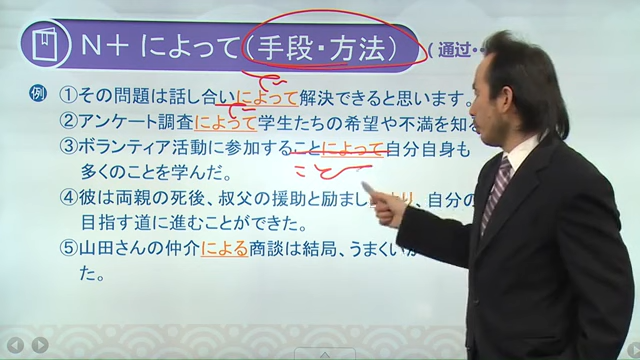 N+によって（手段・方法） （通过・・
例 ①その問題は話し合いによって解決できると思います。
②アンケート調査によって学生たちの希望や不満を知る
③ボランティア活動に参加することによって自分自身も
多くのことを学んだ。
こと
④彼は両親の死後、叔父の援助と励まし より、自分の
目指す道に進むことができた。
⑤山田さんの仲介による商談は結局、うまくいか
た。